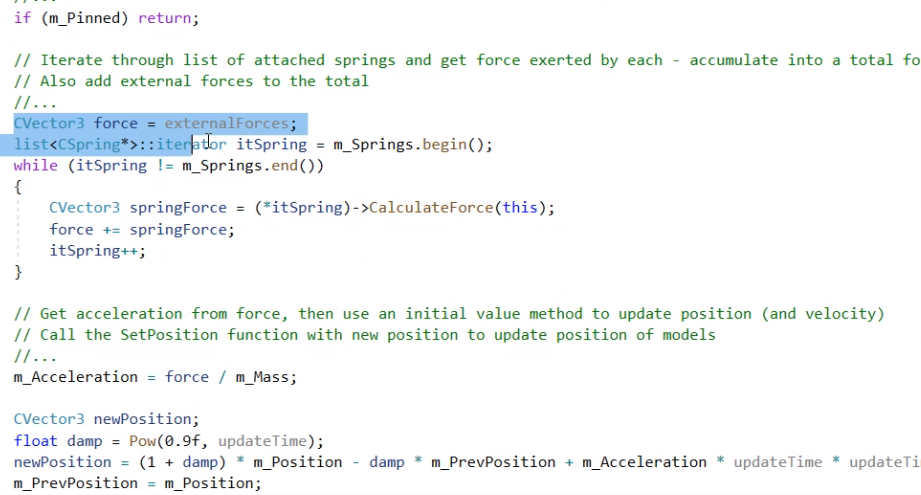 //...
if (m_Pinned) return;
// Iterate through list of attached springs and get force exerted by each - accumulate into a total
// Also add external forces to the total
//...
CVector3 force = externalForces;
list<CSpring*>::iterator itSpring = m_Springs.begin();
while (itSpring != m_Springs.end())
{
CVector3 springForce = (*itSpring)->CalculateForce(this);
force += springForce;
itSpring++;
}
// Get acceleration from force, then use an initial value method to update position (and velocity)
// Call the SetPosition function with new position to update position of models
//...
m_Acceleration = force / m_Mass;
CVector3 newPosition;
float damp = Pow(0.9f, updateTime);
newPosition = (1 + damp) * m_Position - damp * m_PrevPosition + m_Acceleration * updateTime *
m_PrevPosition = m_Position;